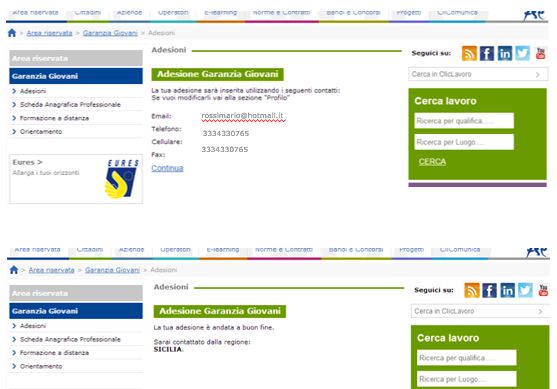 Area riservata Cittadini Aziende Operatori E-learning Norme e Contratti Bandi e Concorsi Progetti ClicComunica
> Area riservata > Garanzia Giovani > Adesioni
Adesioni
Seguici su:
You
Area riservata
Garanzia Giovani
Adesioni
Scheda Anagrafica Professionale
Formazione a distanza
Orientamento
Eures >
Allarga i tuoi orizzonti
EURES
Adesione Garanzia Giovani
La tua adesione sarà inserita utilizzando i seguenti contatti:
Se vuoi modificarli vai alla sezione "Profilo"
Email: rossimario@hotmail.it
Telefono: 3334330765
Cellulare: 3334330765
Fax:
Continua
Cerca in ClicLavoro
Cerca lavoro
Ricerca per qualifica.....
Ricerca per Luogo.....
CERCA
Area riservata Cittadini Aziende Operatori E-learning Norme e Contratti Bandi e Concorsi Progetti ClicComunica
> Area riservata > Garanzia Giovani > Adesioni
Adesioni
Seguici su:
You
Area riservata
Garanzia Giovani
Adesioni
Scheda Anagrafica Professionale
Formazione a distanza
Orientamento
Adesione Garanzia Giovani
La tua adesione è andata a buon fine.
Sarai contattato dalla regione:
SICILIA.
Cerca in ClicLavoro
Cerca lavoro
Ricerca per qualifica.....
Ricerca per Luogo.....